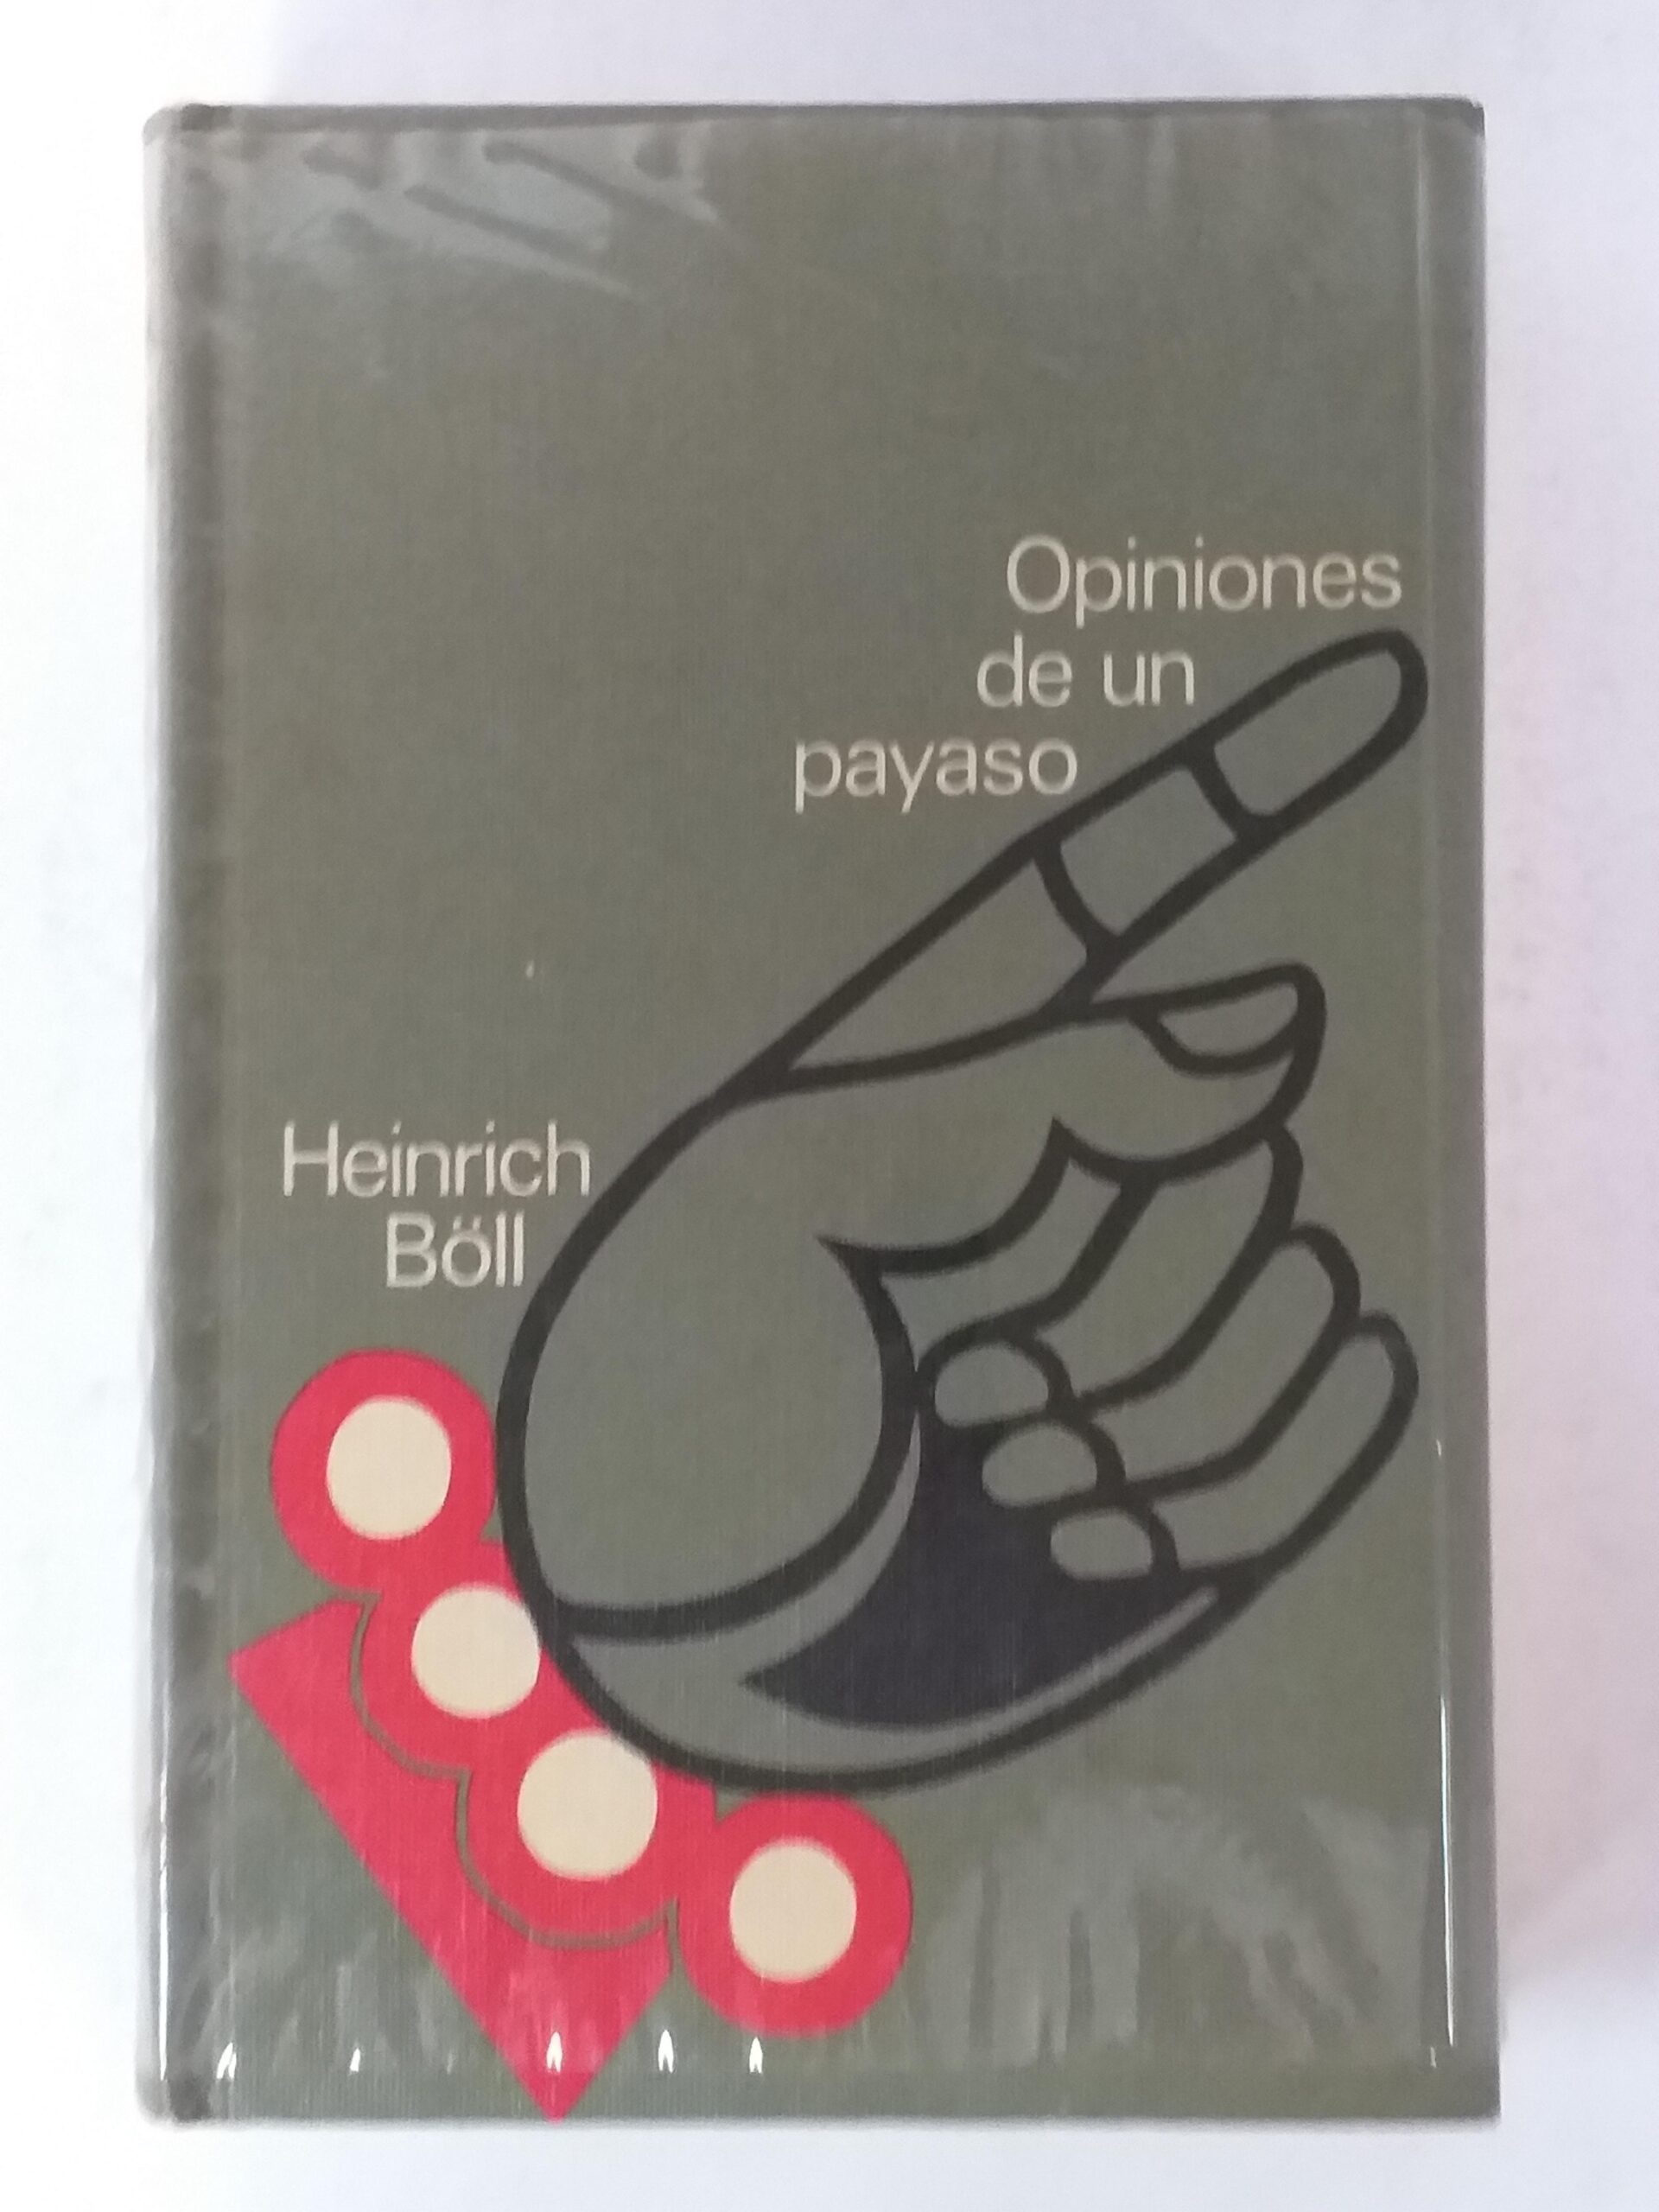 Opiniones
de un
payaso
Heinrich
Böll